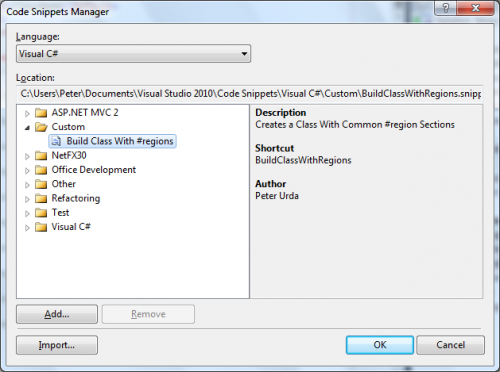 Code Snippets Manager
Language:
Visual C#
Location:
C:\Users\Peter\Documents\Visual Studio 2010\Code Snippets\Visual C#\Custom\BuildClassWithRegions.snipp
ASP.NET MVC 2
Custom
Build Class With #regions
NetFX30
Office Development
Other
Refactoring
Test
Visual C#
Description
Creates a Class With Common #region Sections
Shortcut
BuildClassWithRegions
Author
Peter Urda
Add...
Remove
Import...
OK
Cancel